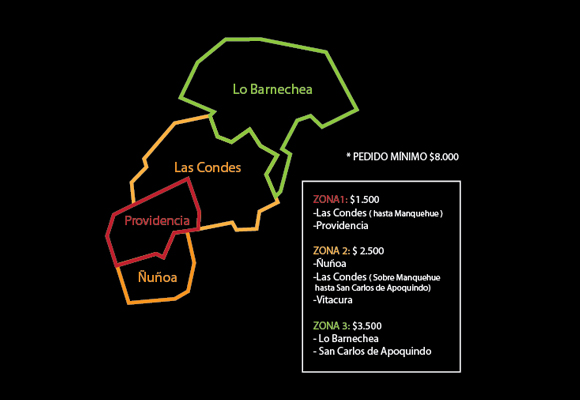 Lo Barnechea
Las Condes
Providencia
Ñuñoa
* PEDIDO MÍNIMO $8.000
ZONA1: $1.500
-Las Condes ( hasta Manquehue )
-Providencia
ZONA 2: $ 2.500
-Ñuñoa
-Las Condes ( Sobre Manquehue
hasta San Carlos de Apoquindo)
-Vitacura
ZONA 3: $3.500
- Lo Barnechea
- San Carlos de Apoquindo